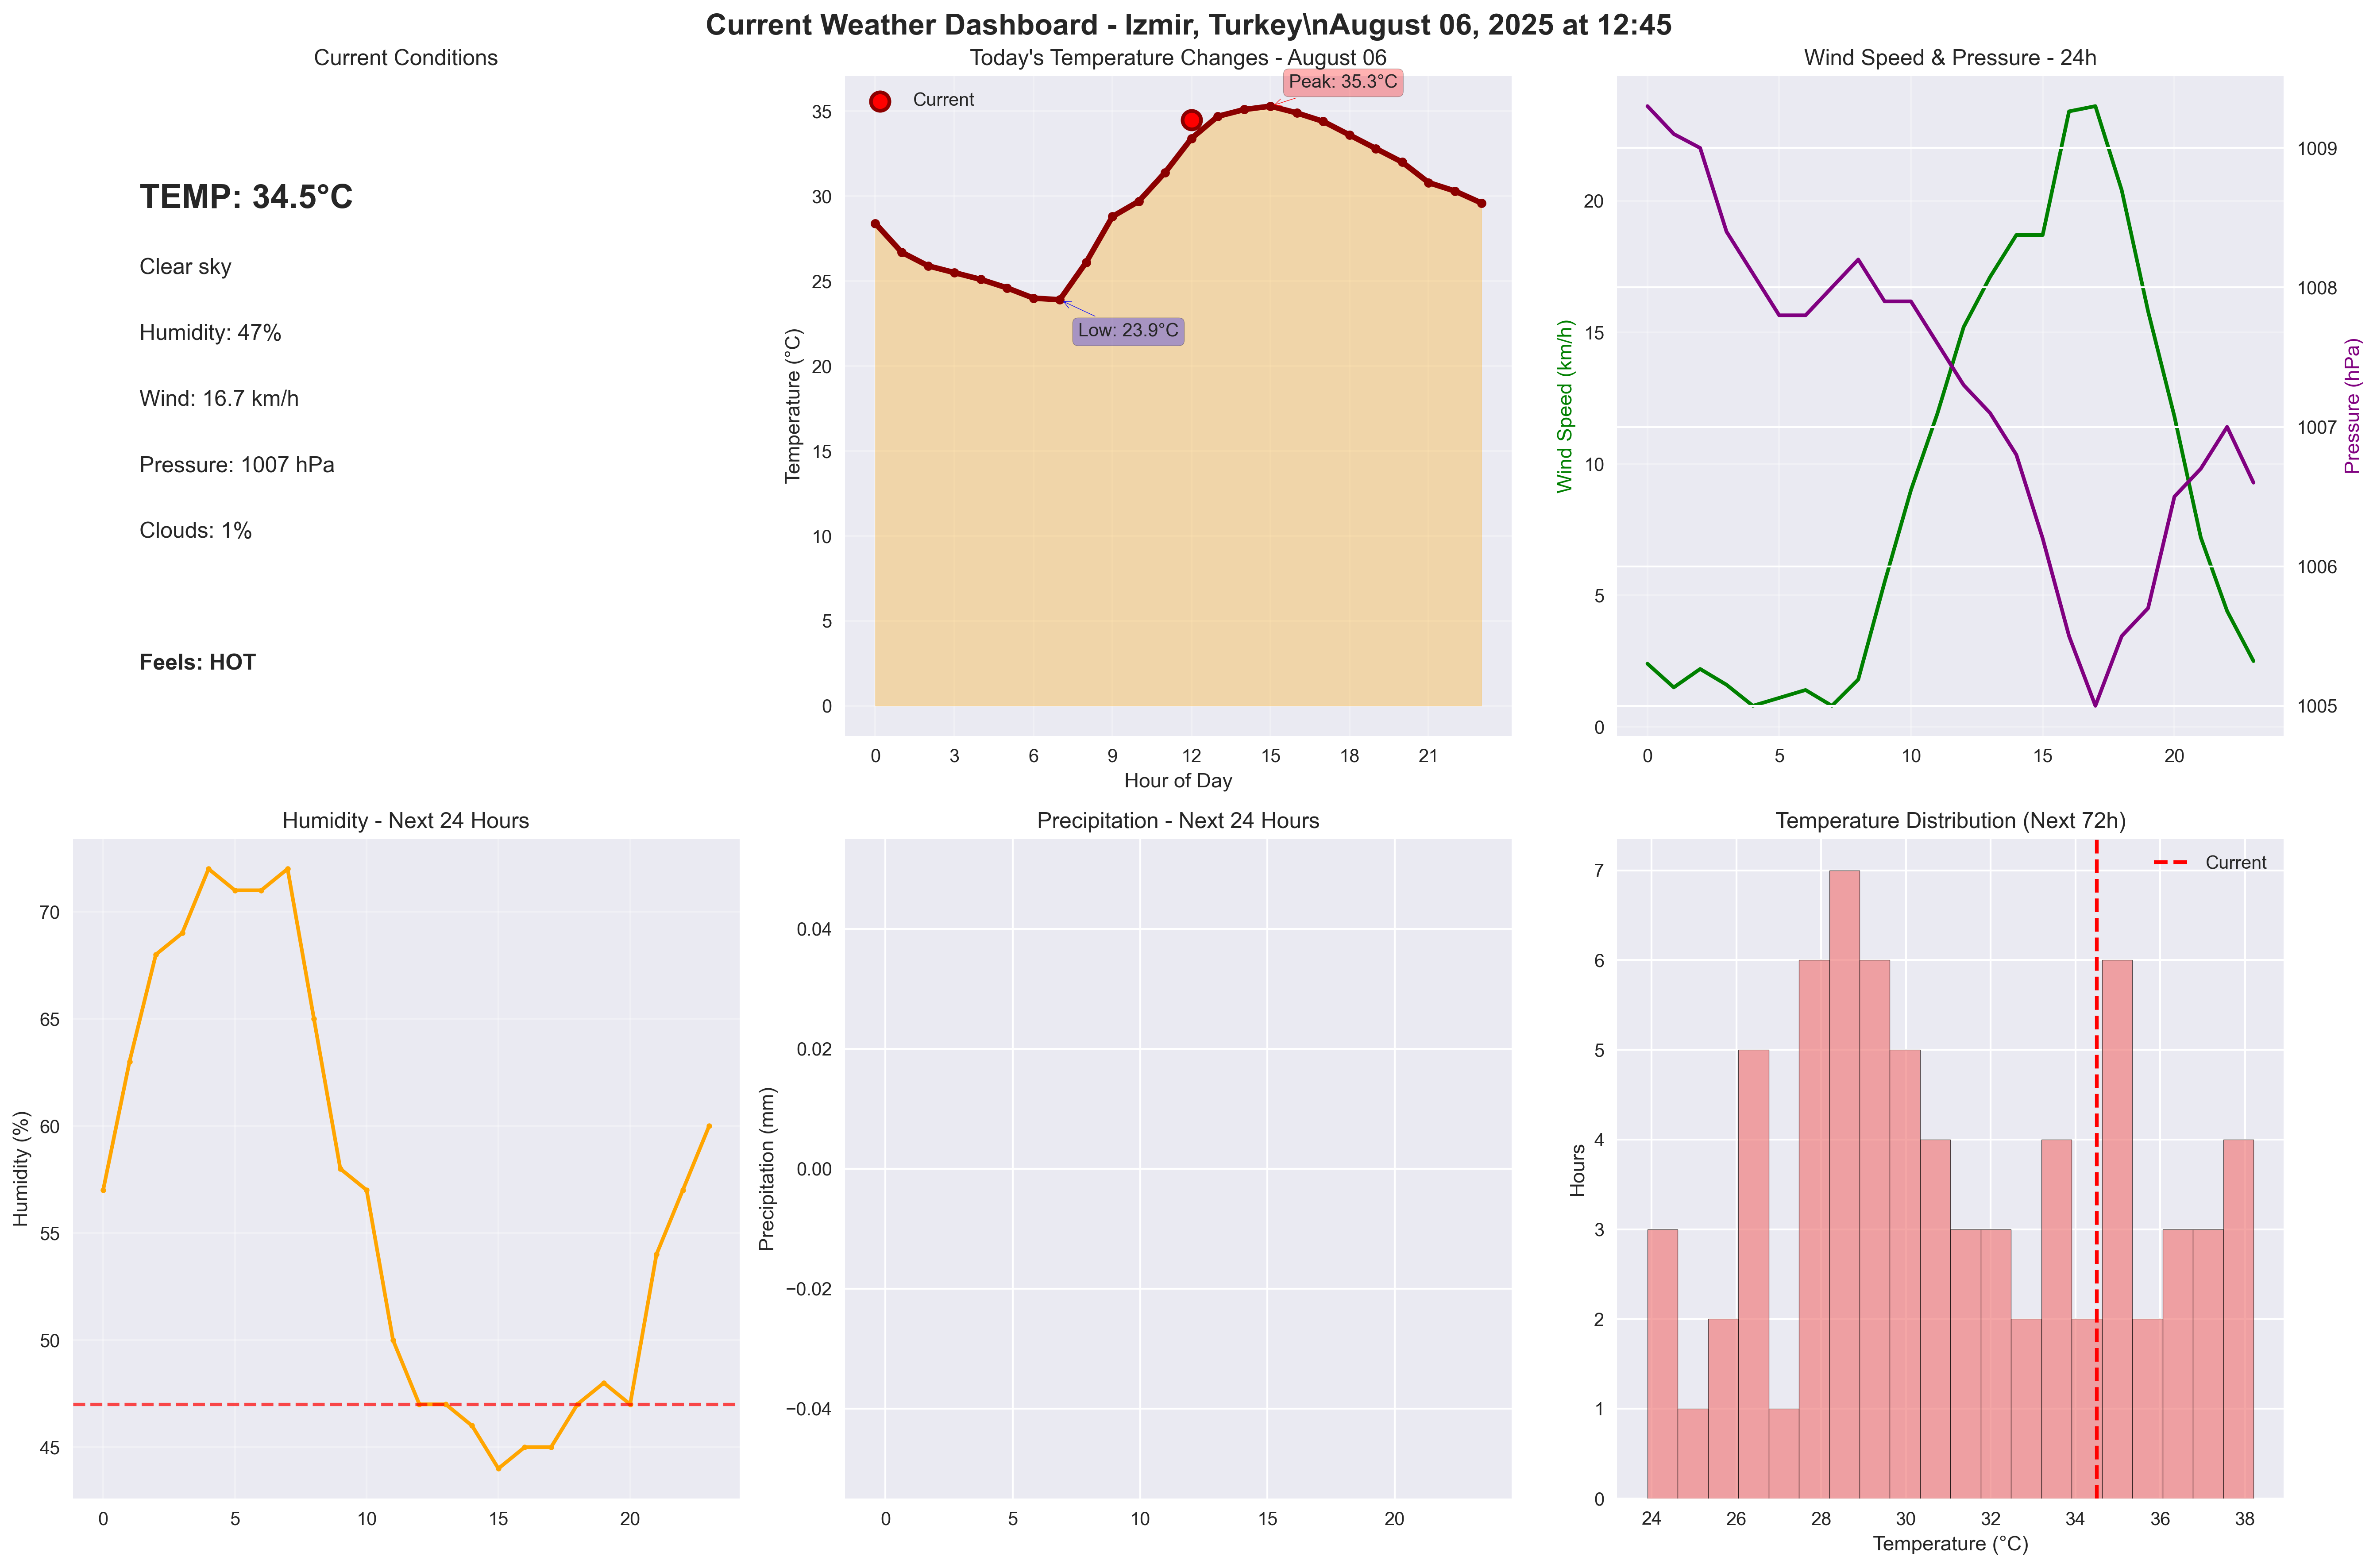 Current Weather Dashboard - Izmir, Turkey\nAugust 06, 2025 at 12:45
Current Conditions
TEMP: 34.5°C
Clear sky
Humidity: 47%
Wind: 16.7 km/h
Pressure: 1007 hPa
Clouds: 1%
Feels: HOT
Today's Temperature Changes - August 06
Peak: 35.3°C
Current
Low: 23.9°C
Temperature (°C)
35
30
25
20
15
10
5
0
0 3 6 9 12 15 18 21
Hour of Day
Wind Speed & Pressure - 24h
Wind Speed (km/h)
20
15
10
5
0
1009
1008
1007
1006
1005
Pressure (hPa)
0 5 10 15 20
Humidity - Next 24 Hours
Humidity (%)
70
65
60
55
50
45
0 5 10 15 20
Precipitation - Next 24 Hours
Precipitation (mm)
0.04
0.02
0.00
−0.02
−0.04
0 5 10 15 20
Temperature Distribution (Next 72h)
Current
Hours
7
6
5
4
3
2
1
0
24 26 28 30 32 34 36 38
Temperature (°C)